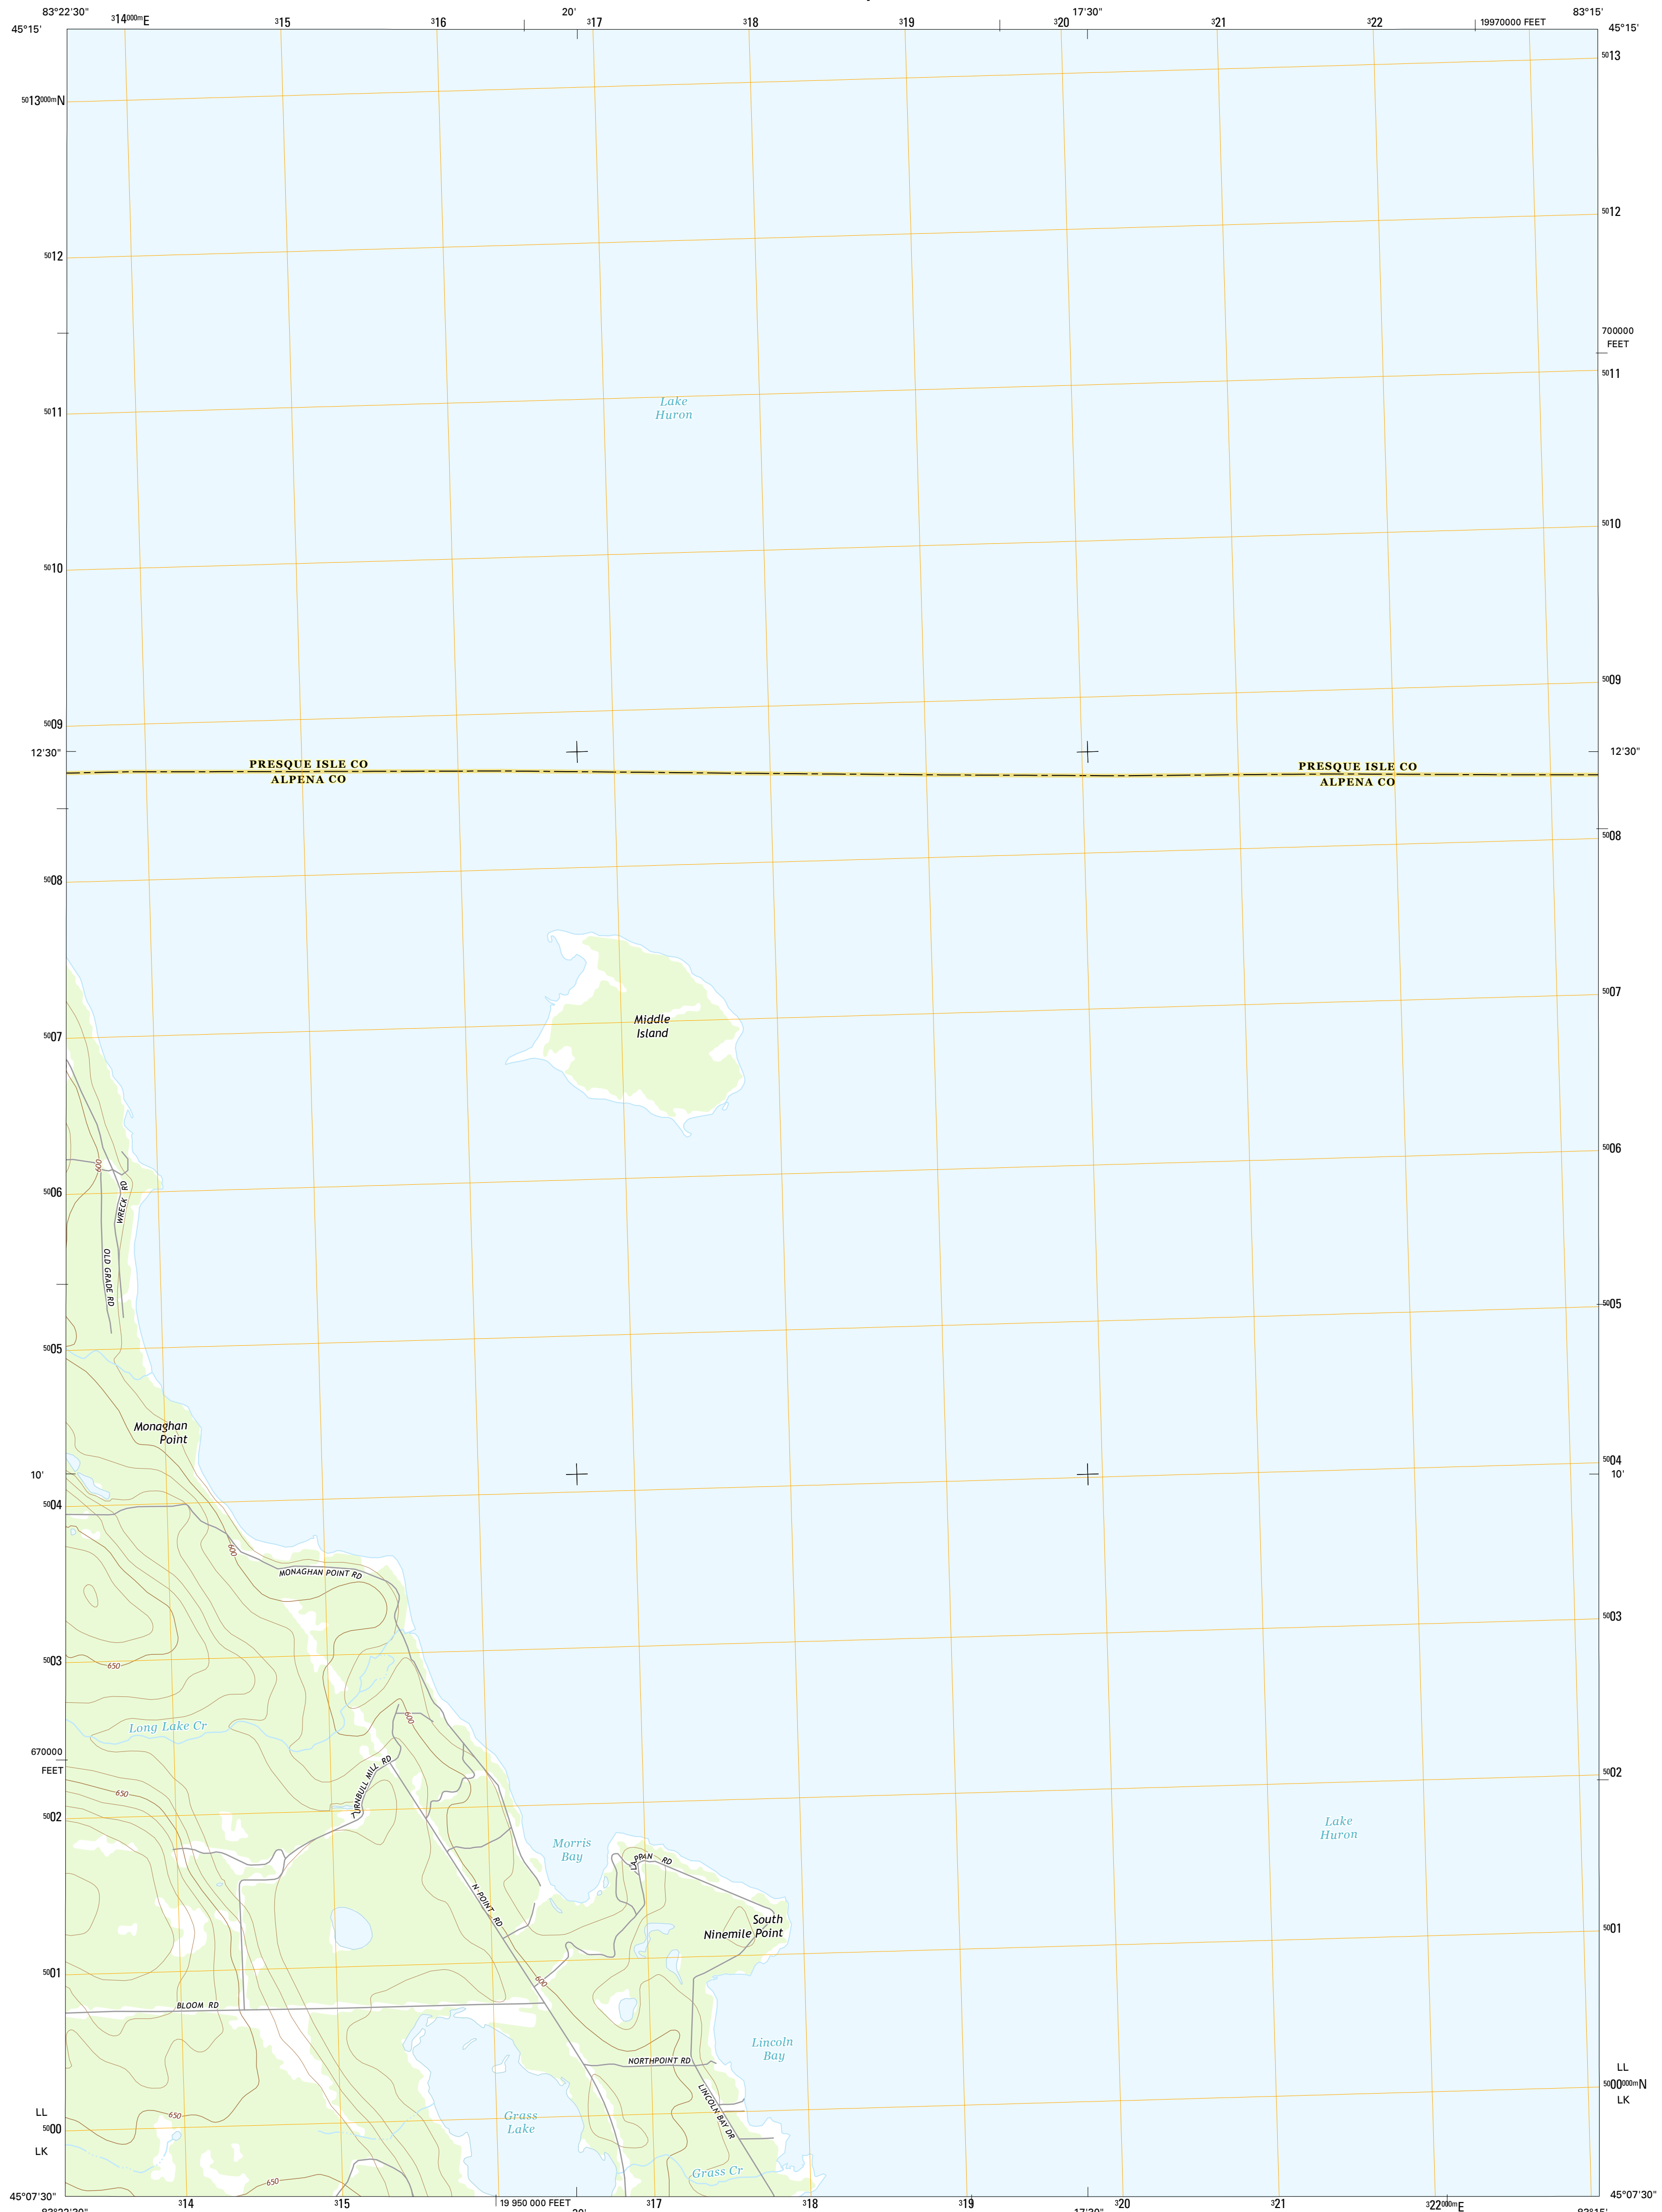 83°22'30"
314000mE
315
316
20'
317
318
319
320
17'30"
321
322
19970000 FEET
83°15'
45°15'
45°15'
5013
5013000mN
5012
5012
700000
FEET
5011
Lake
Huron
5011
5010
5010
5009
5009
12'30"
12'30"
PRESQUE ISLE CO
ALPENA CO
PRESQUE ISLE CO
ALPENA CO
5008
5008
5007
Middle
Island
5007
5006
600
5006
WRECK RD
OLD GRADE RD
5005
5005
Monaghan
Point
5004
10'
10'
5004
600
MONAGHAN POINT RD
5003
5003
650
600
Long Lake Cr
670000
FEET
5002
650
TURNBULL MILL RD
5002
Lake
Huron
Morris
Bay
LAPPAN RD
N POINT RD
South
Ninemile Point
5001
5001
600
BLOOM RD
Lincoln
Bay
NORTHPOINT RD
LL
5000000mN
LK
LINCOLN BAY DR
LL
650
Grass
Lake
5000
LK
Grass Cr
650
45°07'30"
45°07'30"
314
315
19 950 000 FEET
317
318
319
320
321
322000mE